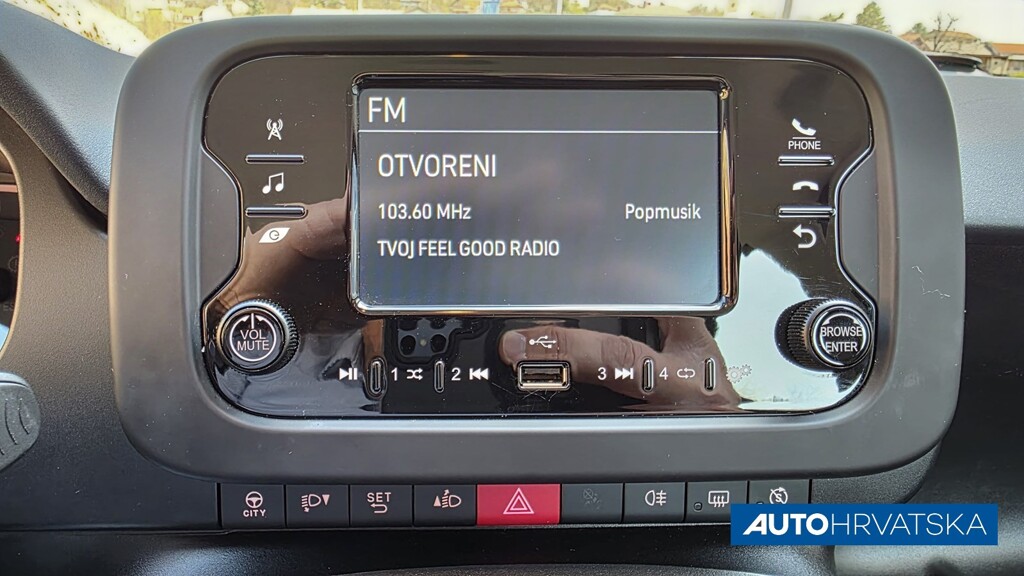 FM
OTVORENI
103.60 MHz Popmusik
TVOJ FEEL GOOD RADIO
PHONE
VOL
MUTE
BROWSE
ENTER
1 2 3 4
CITY
SET
AUTOHRVATSKA